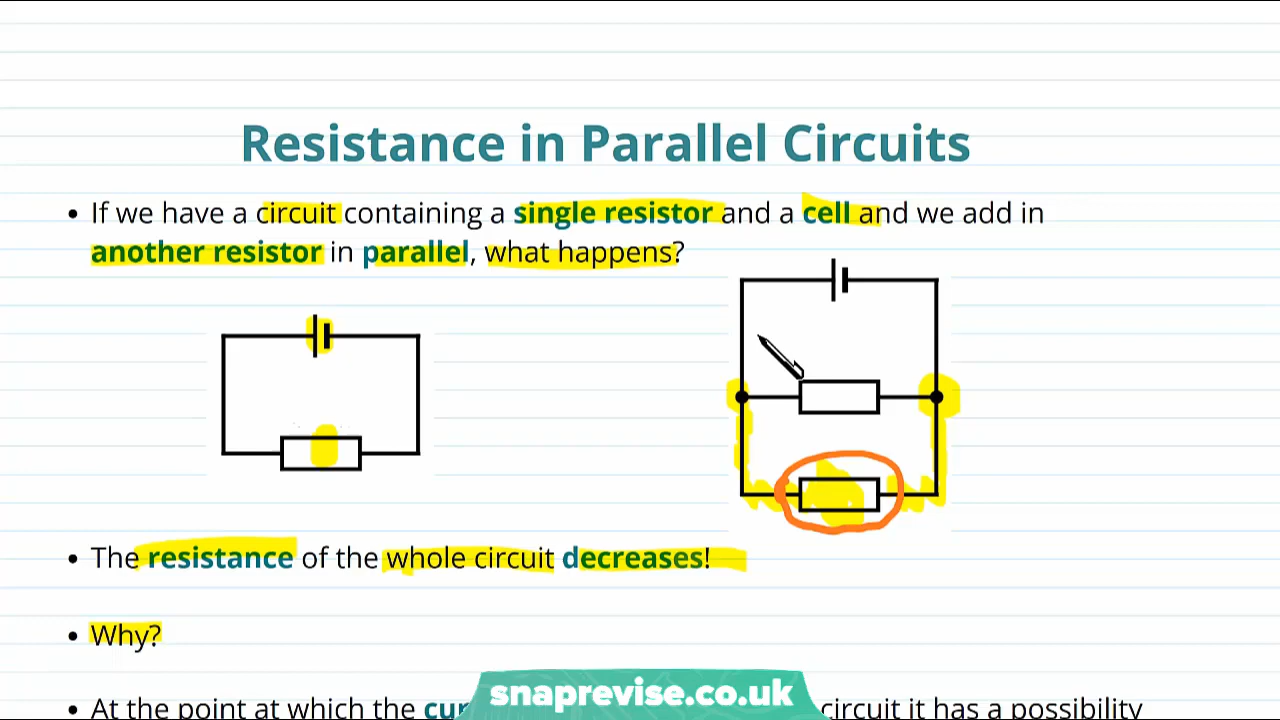 Resistance in Parallel Circuits
• If we have a circuit containing a single resistor and a cell and we add in
another resistor in parallel, what happens?
• The resistance of the whole circuit decreases!
• Why?
• At the point at which the cur circuit it has a possibility
snaprevise.co.uk